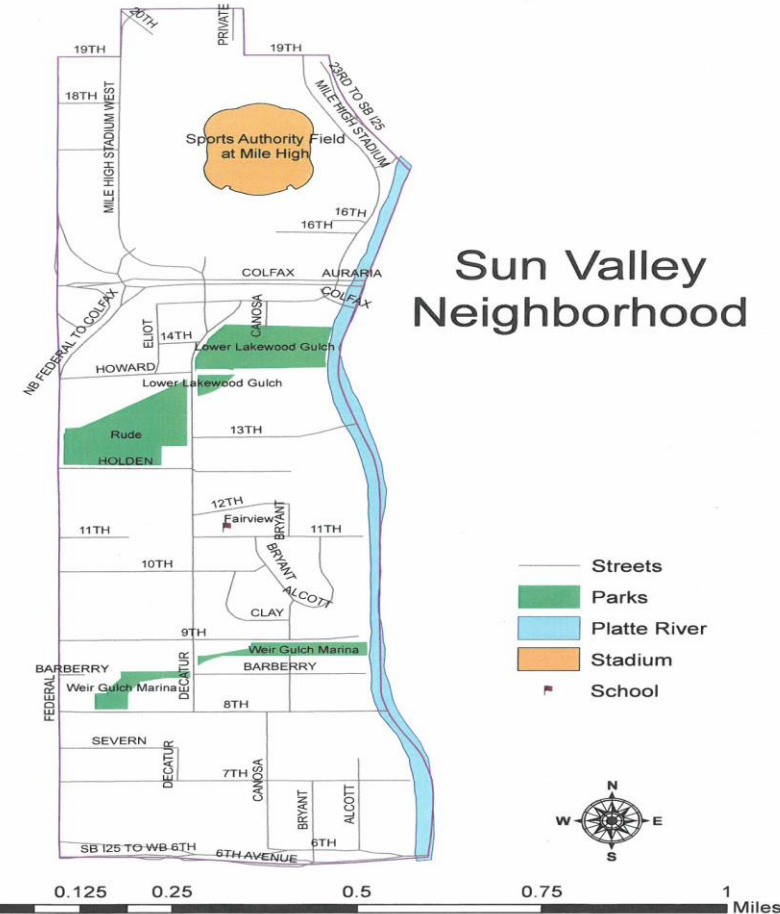 20TH
PRIVATE
19TH
19TH
23RD TO SB I25
18TH
MILE HIGH STADIUM WEST
MILE HIGH STADIUM
Sports Authority Field
at Mile High
16TH
16TH
COLFAX
AURARIA
COLFAX
Sun Valley
Neighborhood
NB FEDERAL TO COLFAX
ELIOT
CANOSA
14TH
Lower Lakewood Gulch
HOWARD
Lower Lakewood Gulch
Rude
13TH
HOLDEN
12TH
Fairview
BRYANT
11TH
11TH
10TH
BRYANT
ALCOTT
CLAY
Streets
Parks
Platte River
Stadium
School
9TH
Weir Gulch Marina
BARBERRY
BARBERRY
DECATUR
Weir Gulch Marina
FEDERAL
8TH
SEVERN
DECATUR
7TH
CANOSA
BRYANT
ALCOTT
N
W
E
S
SB I25 TO WB 6TH
6TH AVENUE
6TH
0.125
0.25
0.5
0.75
1
Miles